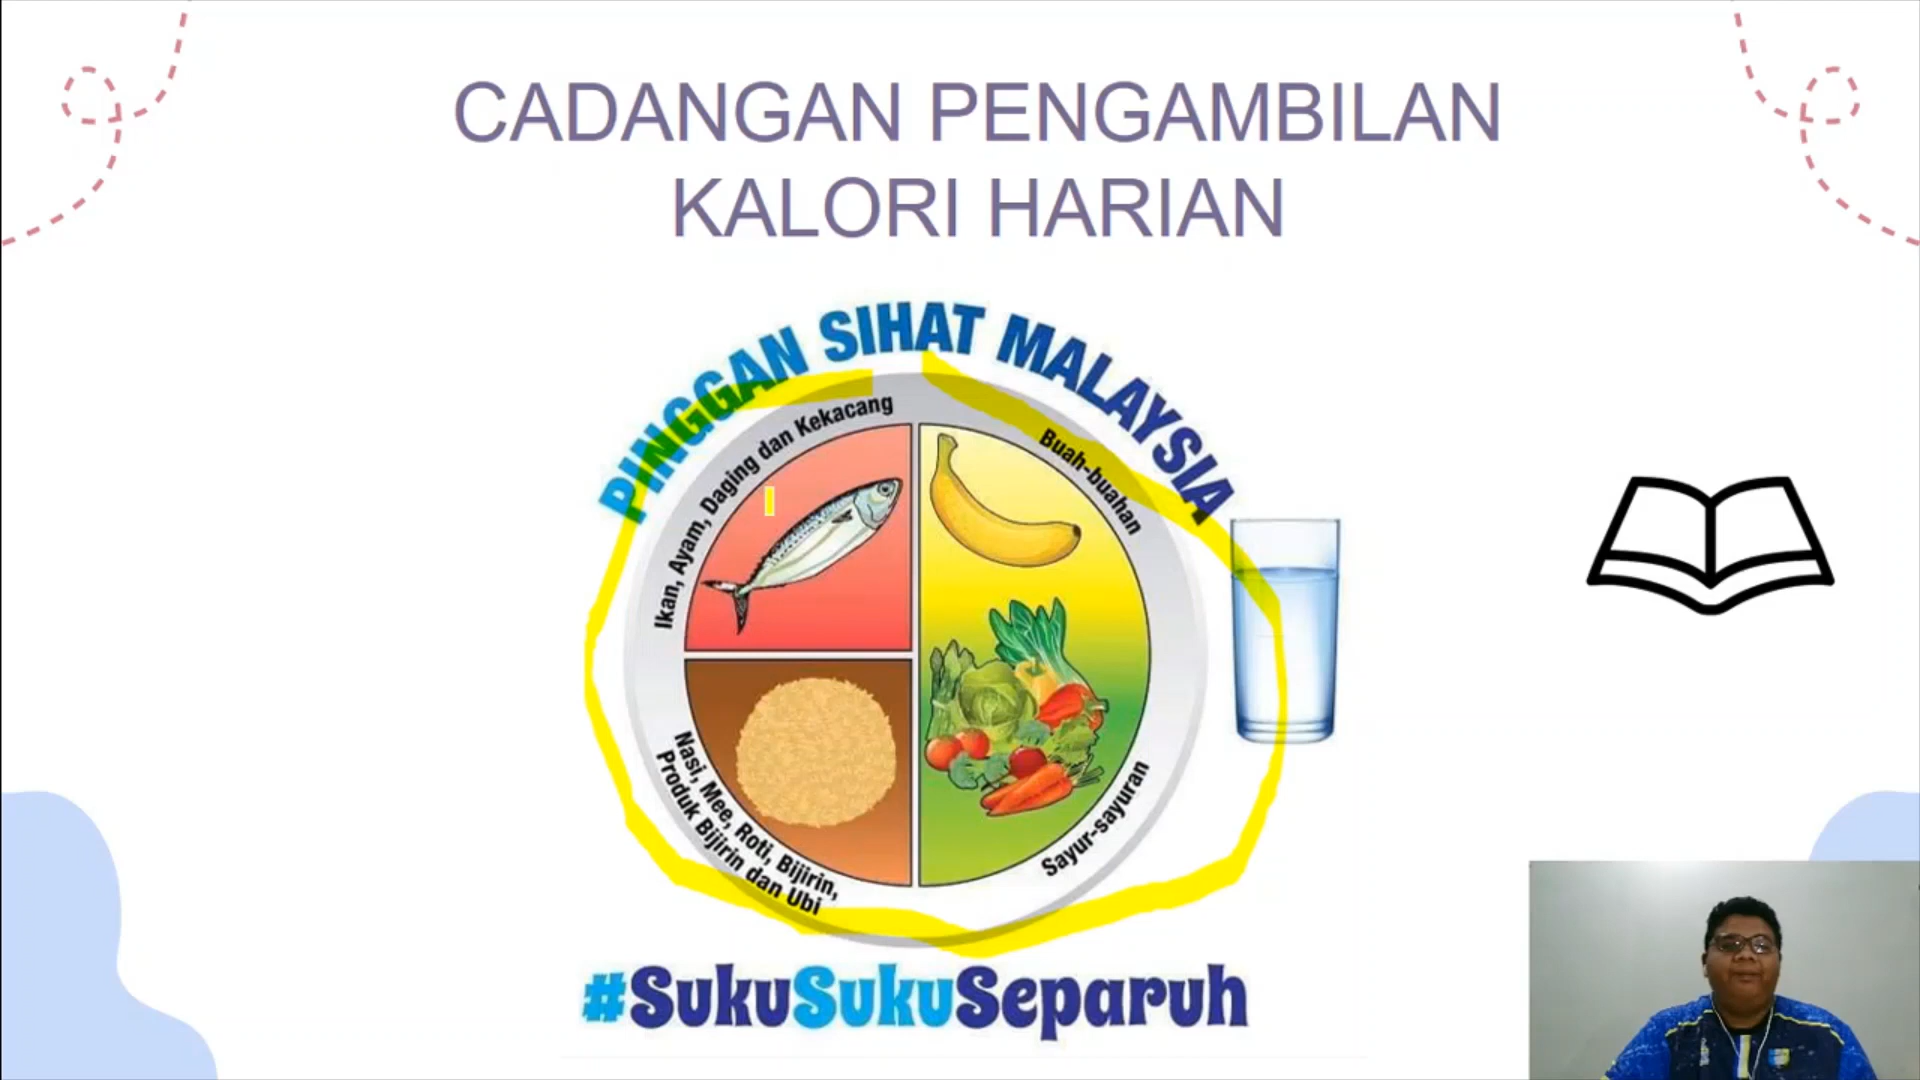 CADANGAN PENGAMBILAN
KALORI HARIAN
PINGGAN SIHAT MALAYSIA
Ikan, Ayam, Daging dan Kekacang
Buah-buahan
Nasi, Mee, Roti, Bijirin,
Produk Bijirin dan Ubi
Sayur-sayuran
#SukuSukuSeparuh